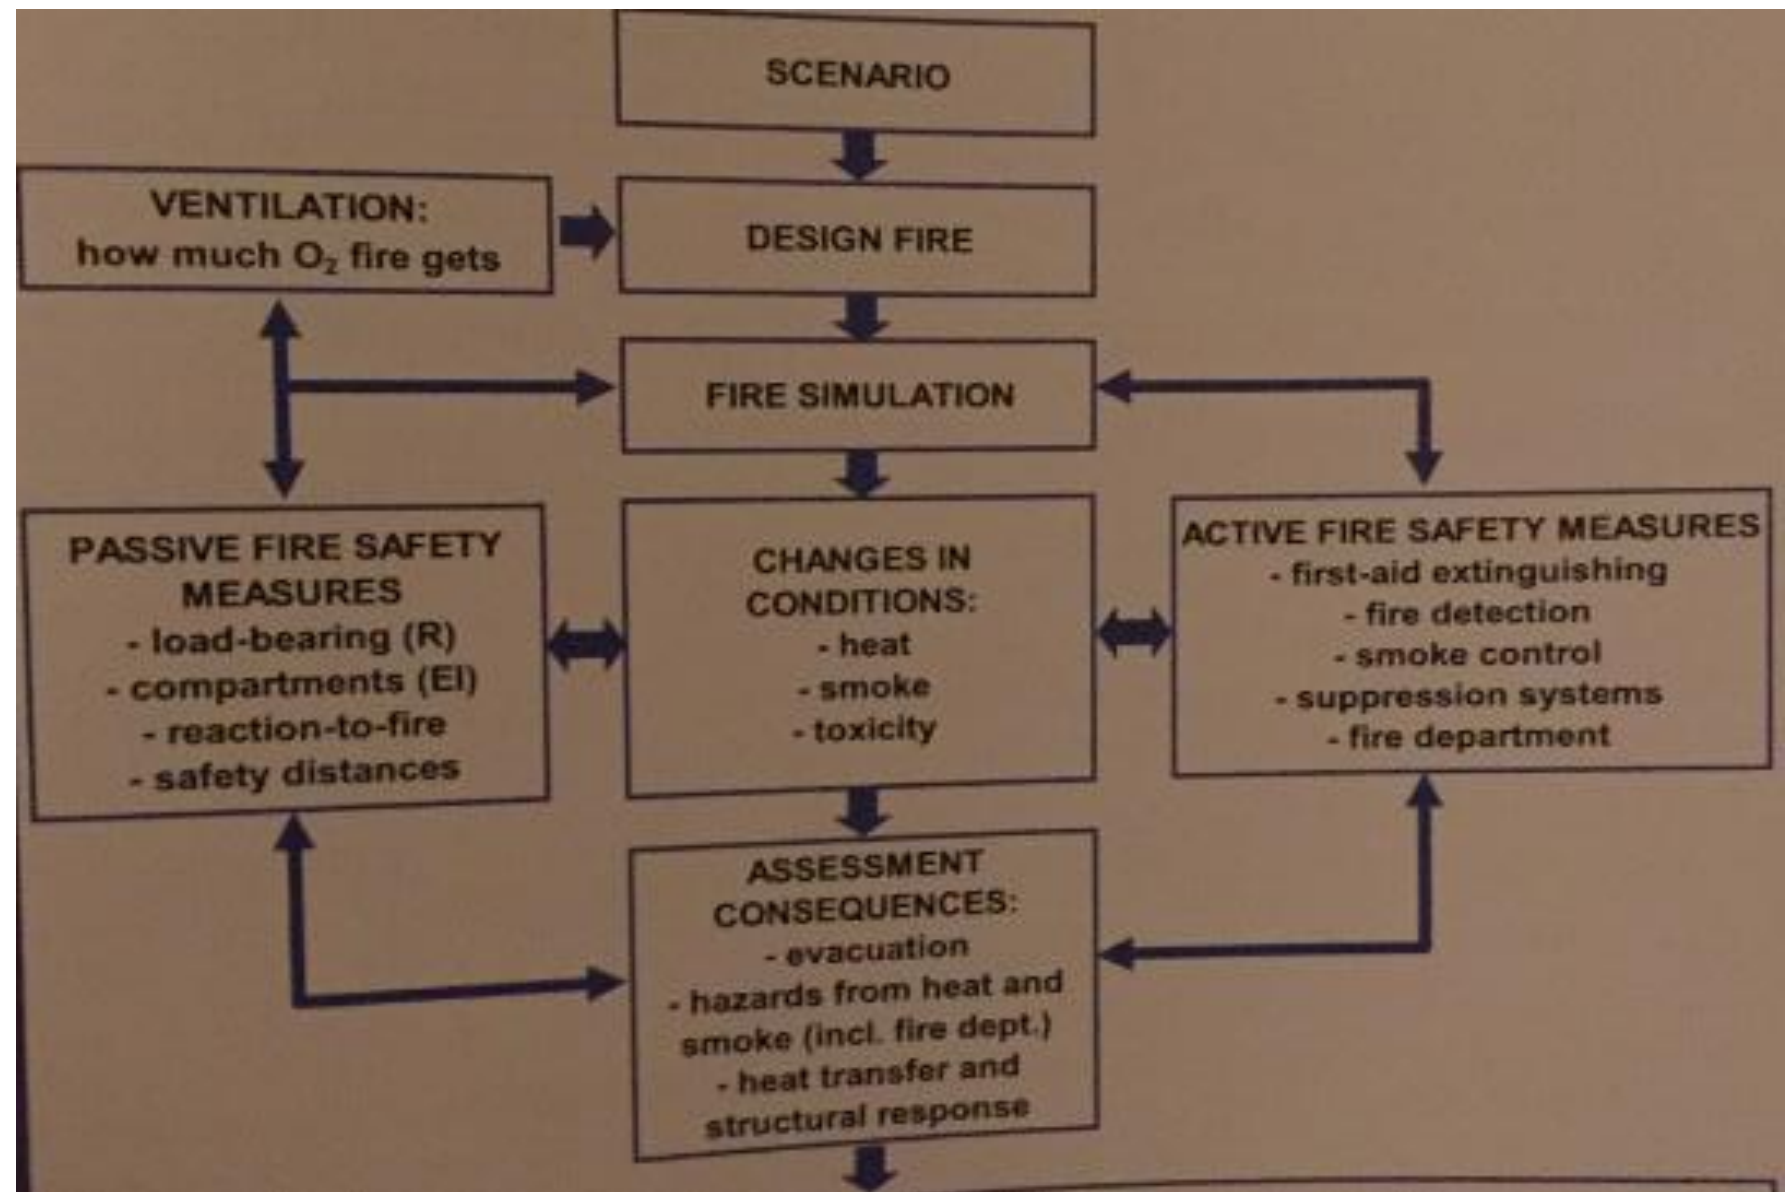 SCENARIO
VENTILATION:
how much O₂ fire gets
DESIGN FIRE
FIRE SIMULATION
PASSIVE FIRE SAFETY
MEASURES
- load-bearing (R)
- compartments (EI)
- reaction-to-fire
- safety distances
CHANGES IN
CONDITIONS:
- heat
- smoke
- toxicity
ACTIVE FIRE SAFETY MEASURES
- first-aid extinguishing
- fire detection
- smoke control
- suppression systems
- fire department
ASSESSMENT
CONSEQUENCES:
- evacuation
- hazards from heat and
smoke (incl. fire dept.)
- heat transfer and
structural response